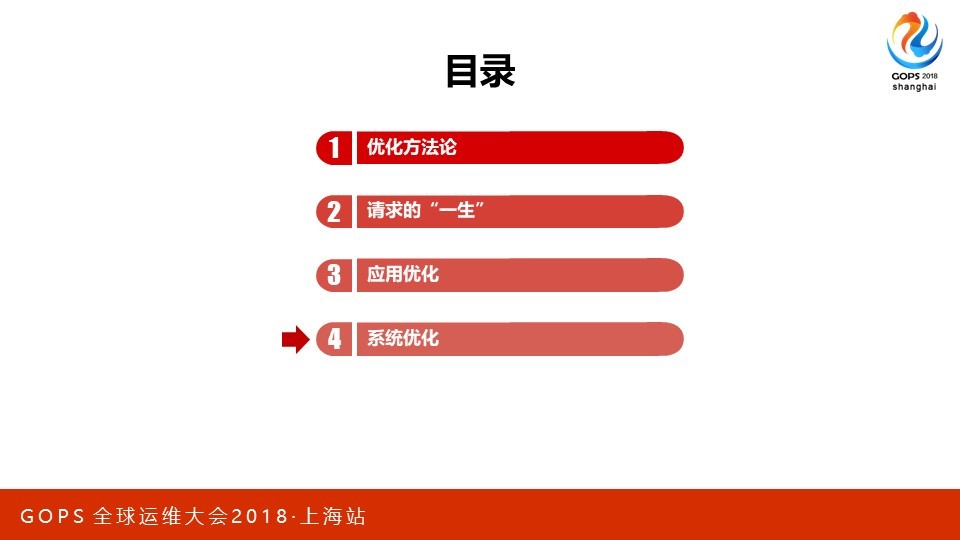 GOPS 2018
shanghai
目录
1 优化方法论
2 请求的“一生”
3 应用优化
4 系统优化
GOPS 全球运维大会2018·上海站